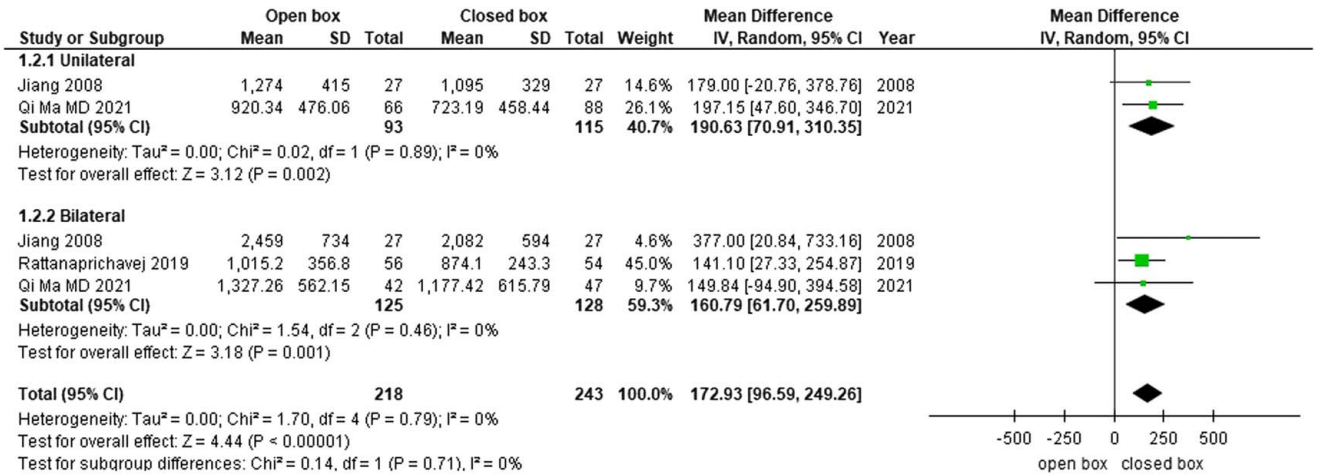 Open box Closed box Mean Difference Mean Difference
Study or Subgroup Mean SD Total Mean SD Total Weight IV, Random, 95% CI Year IV, Random, 95% CI
1.2.1 Unilateral
Jiang 2008 1,274 415 27 1,095 329 27 14.6% 179.00 [-20.76, 378.76] 2008
Qi Ma MD 2021 920.34 476.06 66 723.19 458.44 88 26.1% 197.15 [47.60, 346.70] 2021
Subtotal (95% CI) 93 115 40.7% 190.63 [70.91, 310.35]
Heterogeneity: Tau² = 0.00; Chi² = 0.02, df = 1 (P = 0.89); I² = 0%
Test for overall effect: Z = 3.12 (P = 0.002)
1.2.2 Bilateral
Jiang 2008 2,459 734 27 2,082 594 27 4.6% 377.00 [20.84, 733.16] 2008
Rattanaprichavej 2019 1,015.2 356.8 56 874.1 243.3 54 45.0% 141.10 [27.33, 254.87] 2019
Qi Ma MD 2021 1,327.26 562.15 42 1,177.42 615.79 47 9.7% 149.84 [-94.90, 394.58] 2021
Subtotal (95% CI) 125 128 59.3% 160.79 [61.70, 259.89]
Heterogeneity: Tau² = 0.00; Chi² = 1.54, df = 2 (P = 0.46); I² = 0%
Test for overall effect: Z = 3.18 (P = 0.001)
Total (95% CI) 218 243 100.0% 172.93 [96.59, 249.26]
Heterogeneity: Tau² = 0.00; Chi² = 1.70, df = 4 (P = 0.79); I² = 0%
Test for overall effect: Z = 4.44 (P < 0.00001)
Test for subgroup differences: Chi² = 0.14, df = 1 (P = 0.71), I² = 0%
-500 -250 0 250 500
open box closed box